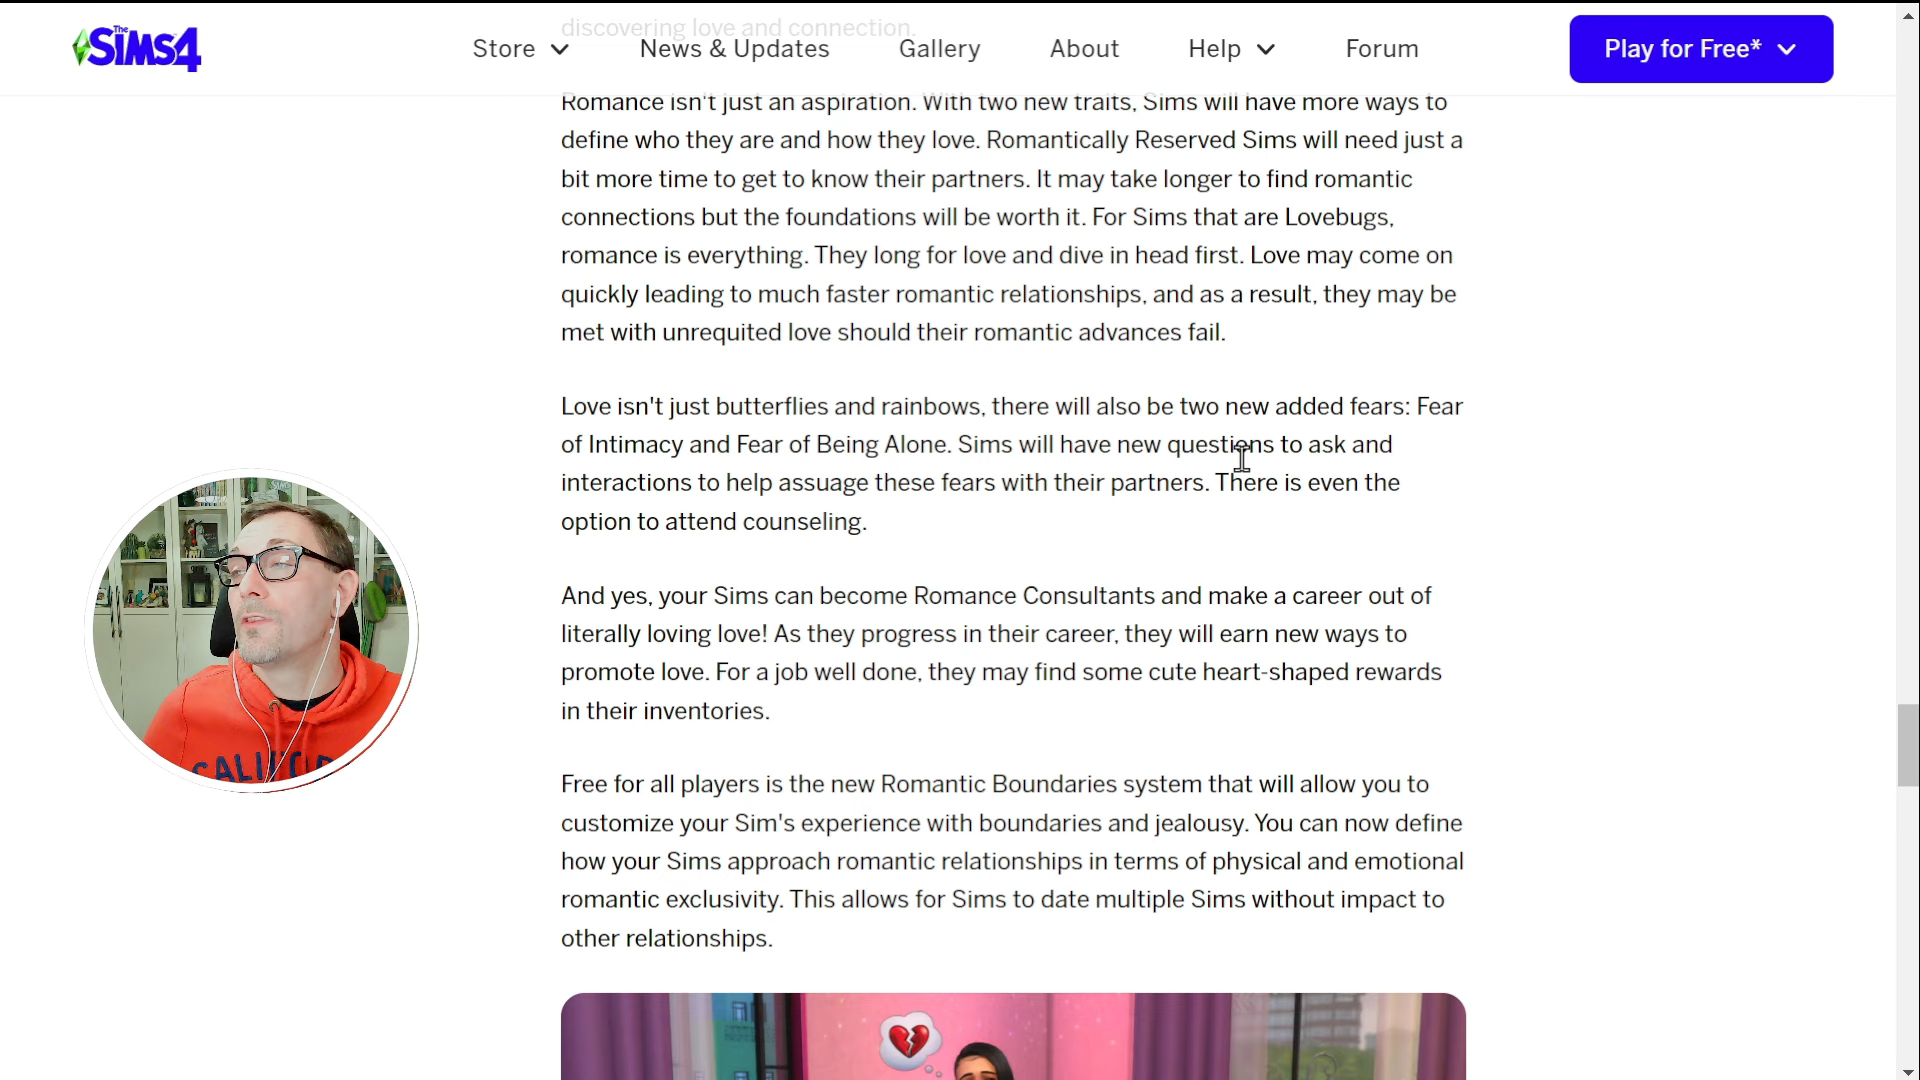 discovering love and connection.
The SiMS4
Store
News & Updates
Gallery
About
Help
Forum
Play for Free*
Romance isn't just an aspiration. With two new traits, Sims will have more ways to
define who they are and how they love. Romantically Reserved Sims will need just a
bit more time to get to know their partners. It may take longer to find romantic
connections but the foundations will be worth it. For Sims that are Lovebugs,
romance is everything. They long for love and dive in head first. Love may come on
quickly leading to much faster romantic relationships, and as a result, they may be
met with unrequited love should their romantic advances fail.
Love isn't just butterflies and rainbows, there will also be two new added fears: Fear
of Intimacy and Fear of Being Alone. Sims will have new questions to ask and
interactions to help assuage these fears with their partners. There is even the
option to attend counseling.
And yes, your Sims can become Romance Consultants and make a career out of
literally loving love! As they progress in their career, they will earn new ways to
promote love. For a job well done, they may find some cute heart-shaped rewards
in their inventories.
Free for all players is the new Romantic Boundaries system that will allow you to
customize your Sim's experience with boundaries and jealousy. You can now define
how your Sims approach romantic relationships in terms of physical and emotional
romantic exclusivity. This allows for Sims to date multiple Sims without impact to
other relationships.